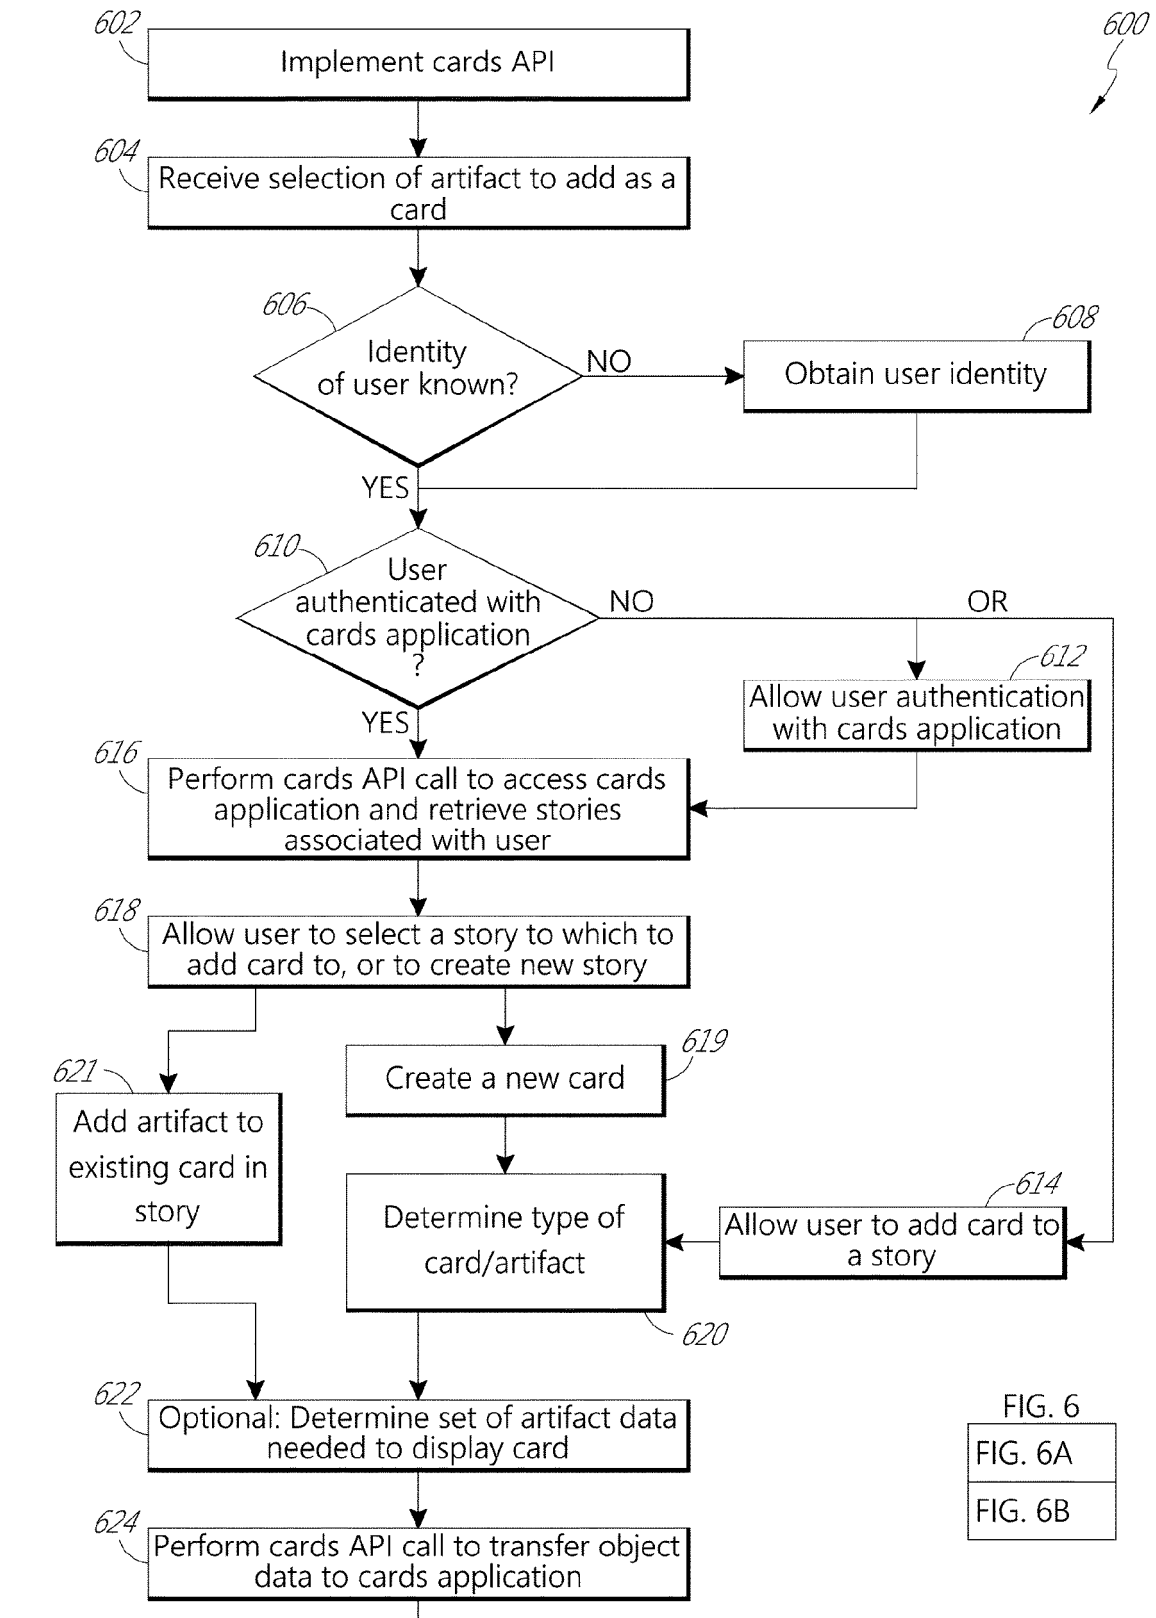 602
600
Implement cards API
604
Receive selection of artifact to add as a
card
606
608
Identity
of user known?
NO
Obtain user identity
YES
610
User
authenticated with
cards application
?
NO
OR
612
Allow user authentication
with cards application
YES
616
Perform cards API call to access cards
application and retrieve stories
associated with user
618
Allow user to select a story to which to
add card to, or to create new story
619
Create a new card
621
Add artifact to
existing card in
story
614
Determine type of
card/artifact
Allow user to add card to
a story
620
622
Optional: Determine set of artifact data
needed to display card
FIG. 6
FIG. 6A
FIG. 6B
624
Perform cards API call to transfer object
data to cards application